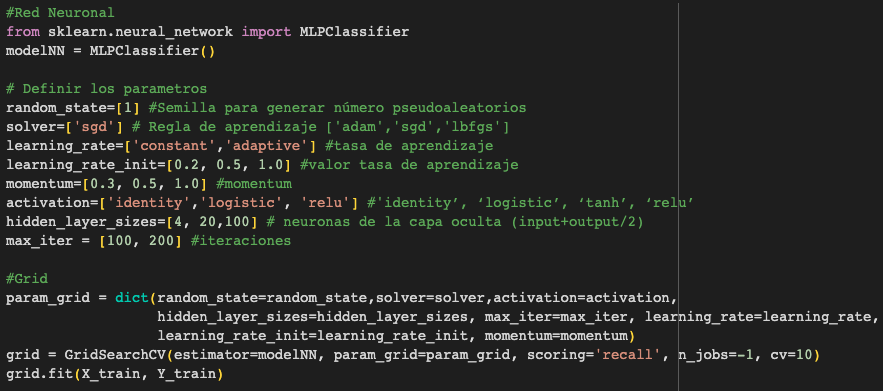 #Red Neuronal
from sklearn.neural_network import MLPClassifier
modelNN = MLPClassifier()
# Definir los parametros
random_state=[1] #Semilla para generar número pseudoaleatorios
solver=['sgd'] # Regla de aprendizaje ['adam','sgd','lbfgs']
learning_rate=['constant','adaptive'] #tasa de aprendizaje
learning_rate_init=[0.2, 0.5, 1.0] #valor tasa de aprendizaje
momentum=[0.3, 0.5, 1.0] #momentum
activation=['identity','logistic', 'relu'] #'identity’, ‘logistic’, ‘tanh’, ‘relu’
hidden_layer_sizes=[4, 20,100] # neuronas de la capa oculta (input+output/2)
max_iter = [100, 200] #iteraciones
#Grid
param_grid = dict(random_state=random_state,solver=solver,activation=activation,
hidden_layer_sizes=hidden_layer_sizes, max_iter=max_iter, learning_rate=learning_rate,
learning_rate_init=learning_rate_init, momentum=momentum)
grid = GridSearchCV(estimator=modelNN, param_grid=param_grid, scoring='recall', n_jobs=-1, cv=10)
grid.fit(X_train, Y_train)